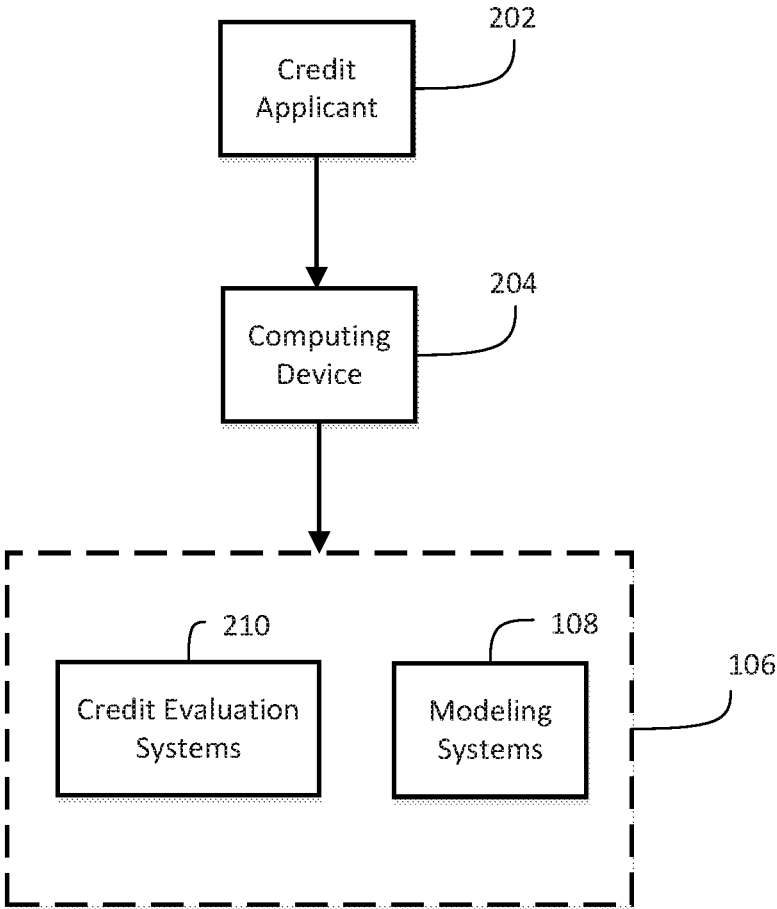 202
Credit
Applicant
204
Computing
Device
210
108
106
Credit Evaluation
Systems
Modeling
Systems